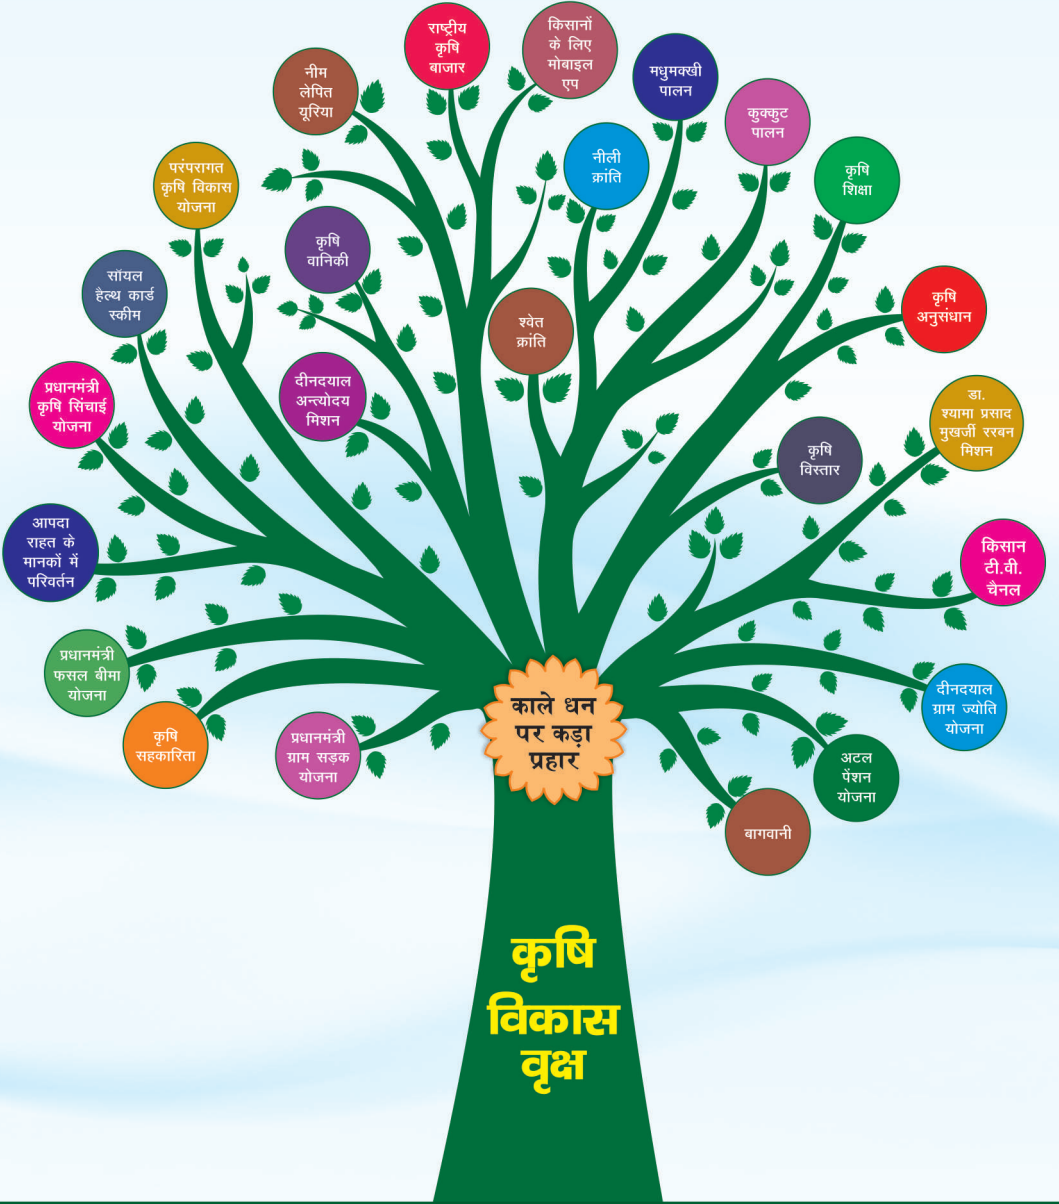 राष्ट्रीय
कृषि
बाजार
किसानों
के लिए
मोबाइल
एप
नीम
लेपित
यूरिया
मधुमक्खी
पालन
कुक्कुट
पालन
नीली
क्रांति
कृषि
शिक्षा
परंपरागत
कृषि विकास
योजना
कृषि
वानिकी
सॉयल
हैल्थ कार्ड
स्कीम
कृषि
अनुसंधान
श्वेत
क्रांति
प्रधानमंत्री
कृषि सिंचाई
योजना
दीनदयाल
अन्त्योदय
मिशन
डा.
श्यामा प्रसाद
मुखर्जी ररबन
मिशन
कृषि
विस्तार
आपदा
राहत के
मानकों में
परिवर्तन
किसान
टी.वी.
चैनल
प्रधानमंत्री
फसल बीमा
योजना
दीनदयाल
ग्राम ज्योति
योजना
कृषि
सहकारिता
प्रधानमंत्री
ग्राम सड़क
योजना
काले धन
पर कड़ा
प्रहार
अटल
पेंशन
योजना
बागवानी
कृषि
विकास
वृक्ष